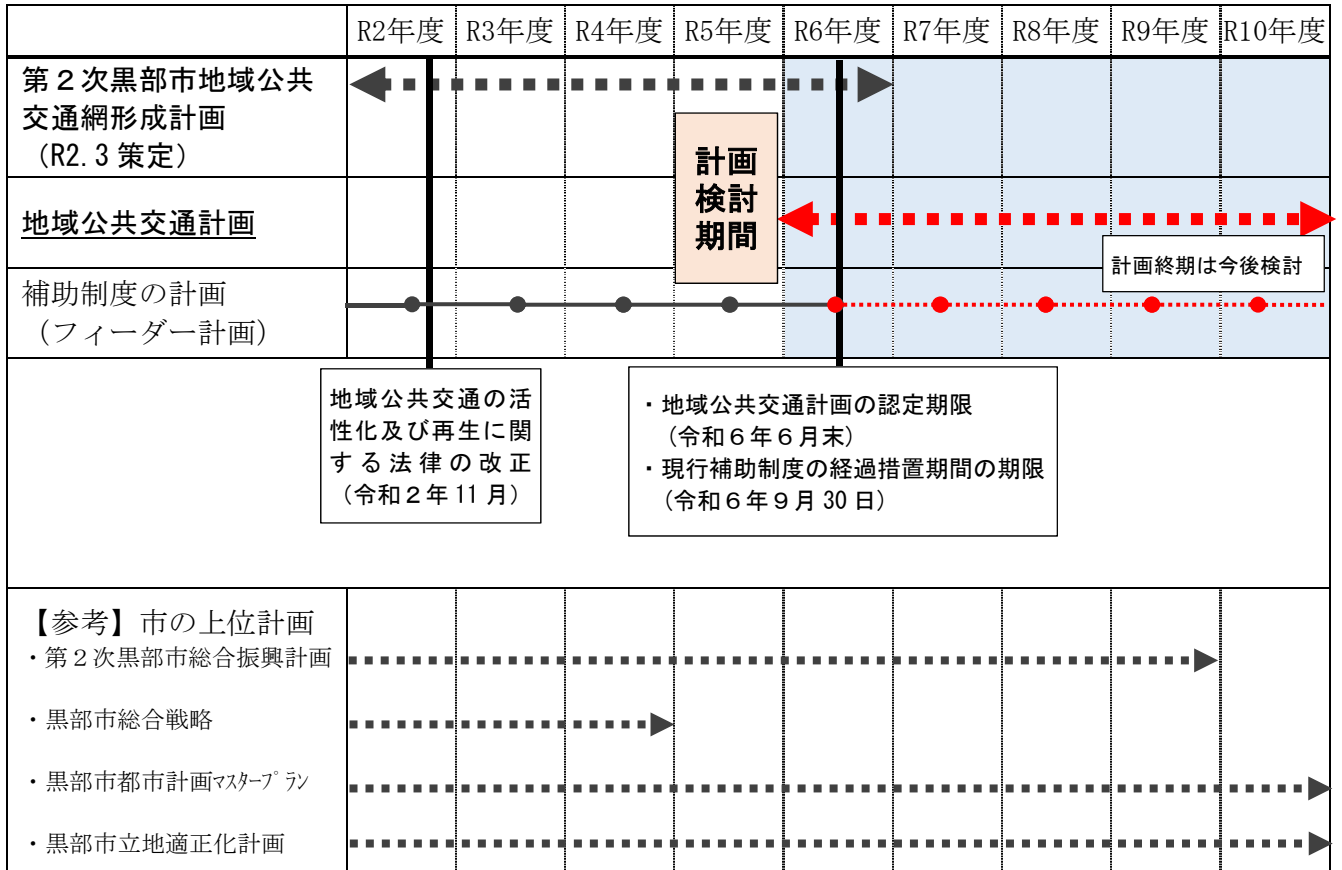 R2年度 R3年度 R4年度 R5年度 R6年度 R7年度 R8年度 R9年度 R10年度
第２次黒部市地域公共
交通網形成計画
（R2.3 策定）
計画
検討
期間
地域公共交通計画
計画終期は今後検討
補助制度の計画
（フィーダー計画）
地域公共交通の活
性化及び再生に関
する法律の改正
（令和２年 11 月）
・地域公共交通計画の認定期限
（令和６年６月末）
・現行補助制度の経過措置期間の期限
（令和６年９月 30 日）
【参考】市の上位計画
・第２次黒部市総合振興計画
・黒部市総合戦略
・黒部市都市計画ﾏｽﾀｰﾌﾟﾗﾝ
・黒部市立地適正化計画